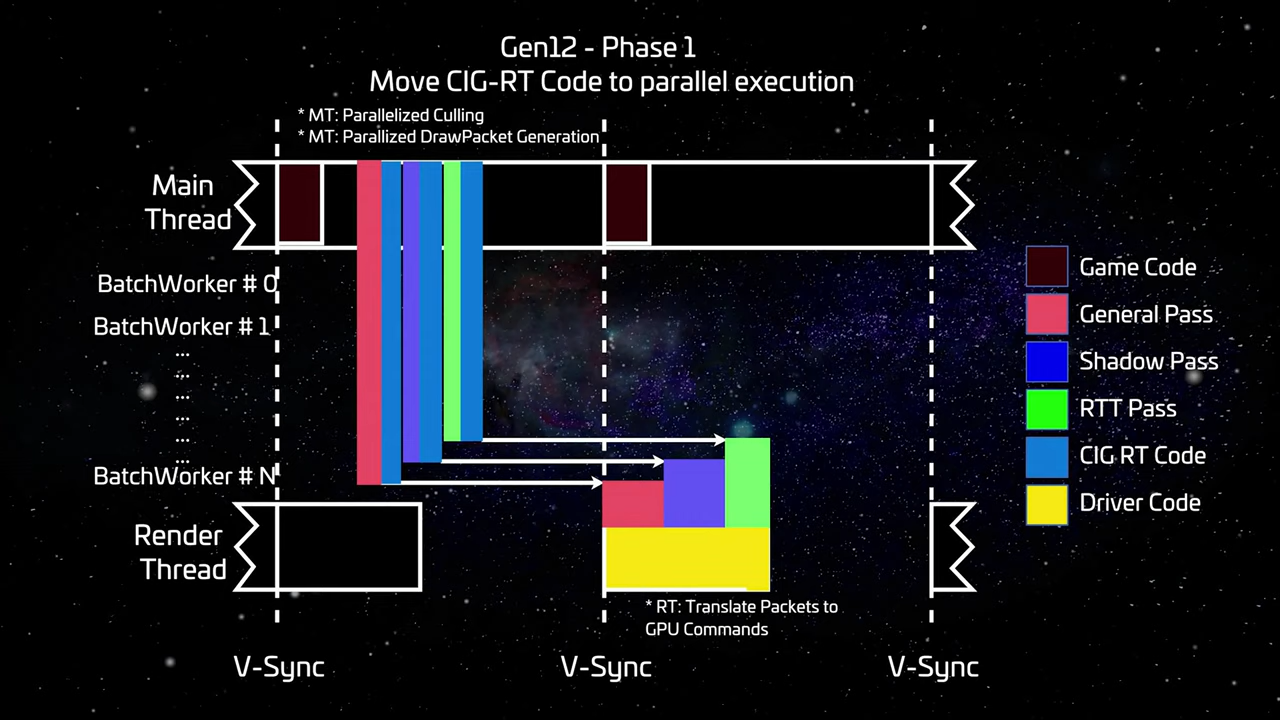 Gen12 - Phase 1
Move CIG-RT Code to parallel execution
* MT: Parallelized Culling
* MT: Parallized DrawPacket Generation
Main
Thread
BatchWorker # 0
BatchWorker # 1
...
...
...
...
...
...
BatchWorker # N
Render
Thread
Game Code
General Pass
Shadow Pass
RTT Pass
CIG RT Code
Driver Code
* RT: Translate Packets to
GPU Commands
V-Sync
V-Sync
V-Sync